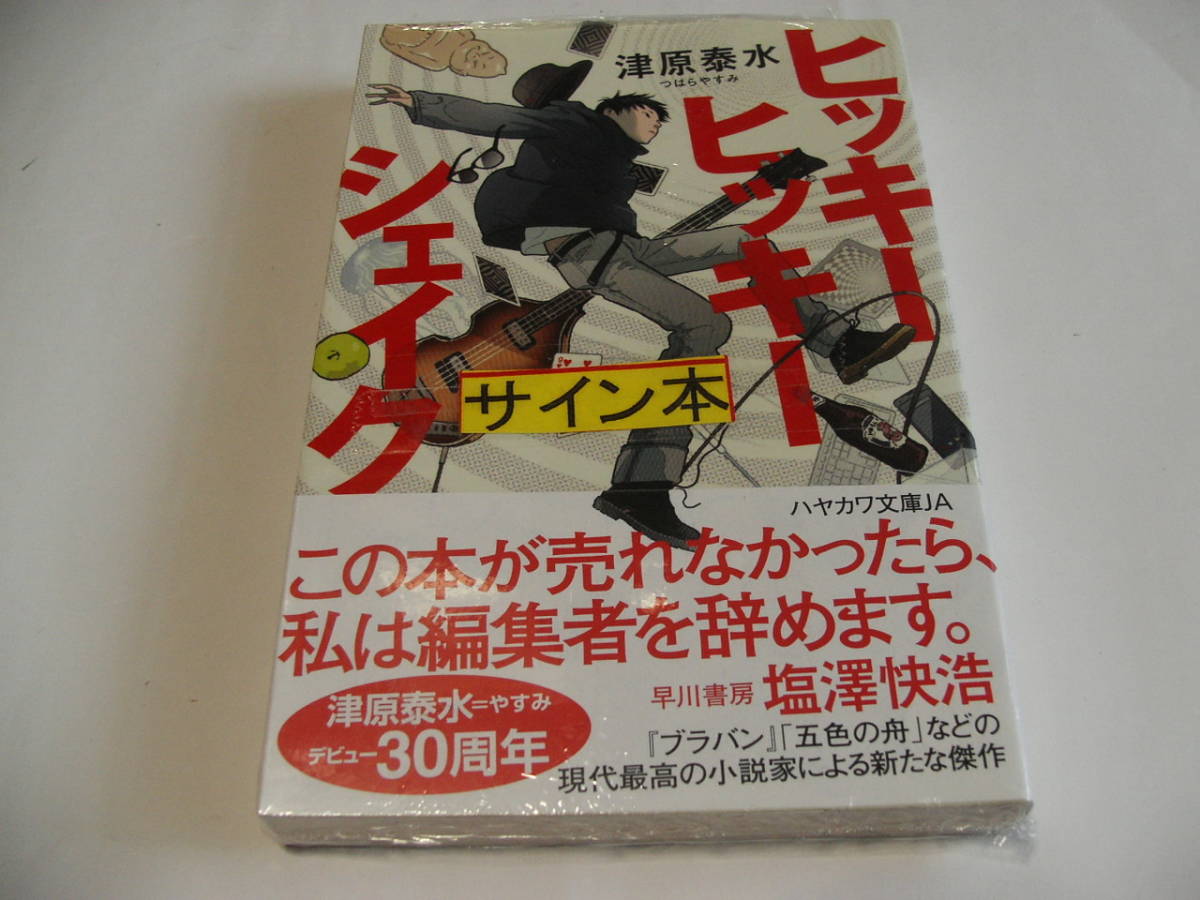 ヒッキー
ヒッキー
シェイク
津原泰水
つはらやすみ
サイン本
ハヤカワ文庫JA
この本が売れなかったら、
私は編集者を辞めます。
早川書房 塩澤快浩
津原泰水=やすみ
デビュー30周年
『ブラバン』「五色の舟」などの
現代最高の小説家による新たな傑作